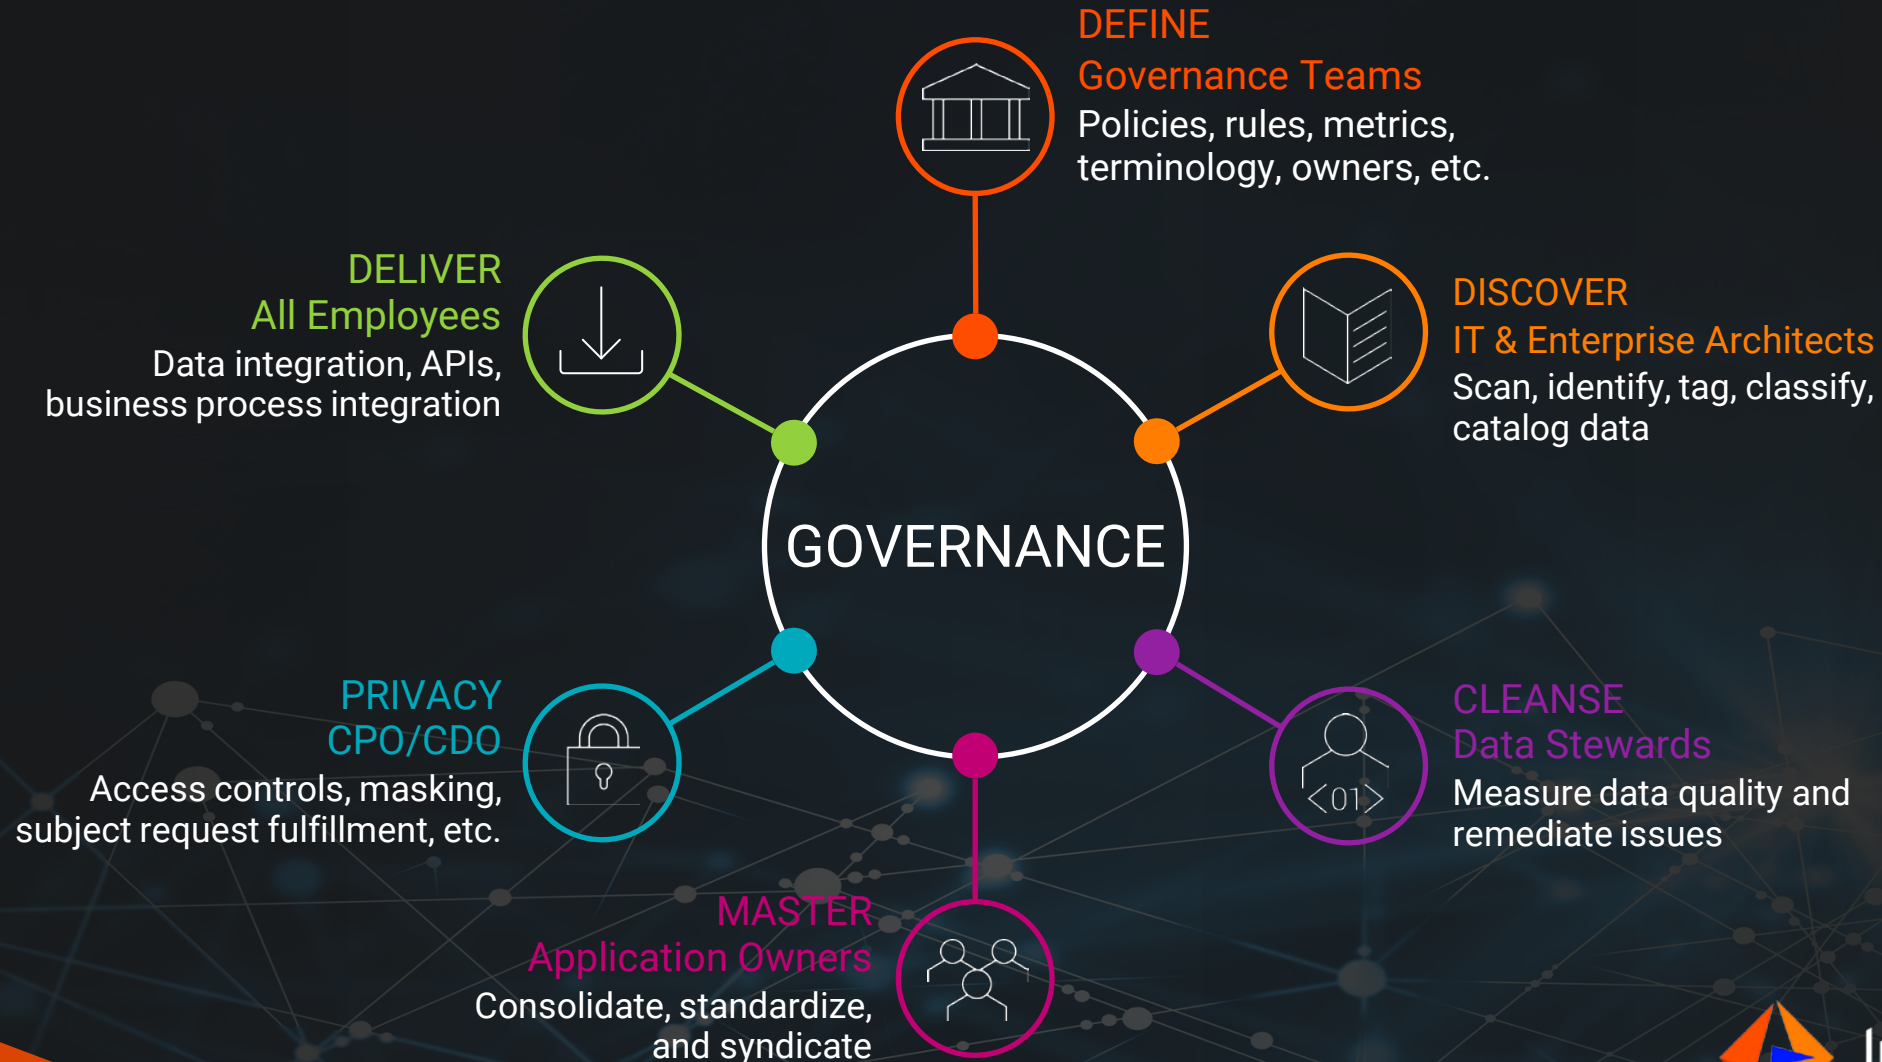 DEFINE
Governance Teams
Policies, rules, metrics,
terminology, owners, etc.
DISCOVER
IT & Enterprise Architects
Scan, identify, tag, classify,
catalog data
CLEANSE
Data Stewards
<01>
Measure data quality and
remediate issues
MASTER
Application Owners
Consolidate, standardize,
and syndicate
PRIVACY
CPO/CDO
Access controls, masking,
subject request fulfillment, etc.
DELIVER
All Employees
Data integration, APIs,
business process integration
GOVERNANCE